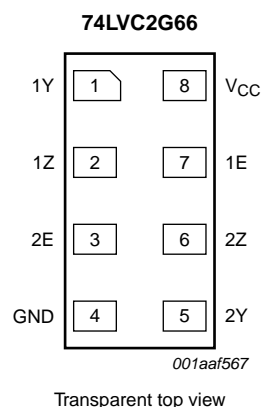 74LVC2G66
1Y 1 8 VCC
1Z 2 7 1E
2E 3 6 2Z
GND 4 5 2Y
001aaf567
Transparent top view